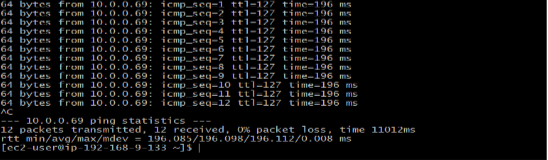 64 bytes from 10.0.0.69: icmp_seq=1 ttl=127 time=196 ms
64 bytes from 10.0.0.69: icmp_seq=2 ttl=127 time=196 ms
64 bytes from 10.0.0.69: icmp_seq=3 ttl=127 time=196 ms
64 bytes from 10.0.0.69: icmp_seq=4 ttl=127 time=196 ms
64 bytes from 10.0.0.69: icmp_seq=5 ttl=127 time=196 ms
64 bytes from 10.0.0.69: icmp_seq=6 ttl=127 time=196 ms
64 bytes from 10.0.0.69: icmp_seq=7 ttl=127 time=196 ms
64 bytes from 10.0.0.69: icmp_seq=8 ttl=127 time=196 ms
64 bytes from 10.0.0.69: icmp_seq=9 ttl=127 time=196 ms
64 bytes from 10.0.0.69: icmp_seq=10 ttl=127 time=196 ms
64 bytes from 10.0.0.69: icmp_seq=11 ttl=127 time=196 ms
64 bytes from 10.0.0.69: icmp_seq=12 ttl=127 time=196 ms
^C
--- 10.0.0.69 ping statistics ---
12 packets transmitted, 12 received, 0% packet loss, time 11012ms
rtt min/avg/max/mdev = 196.085/196.098/196.112/0.008 ms
[ec2-user@ip-192-168-9-133 ~]$